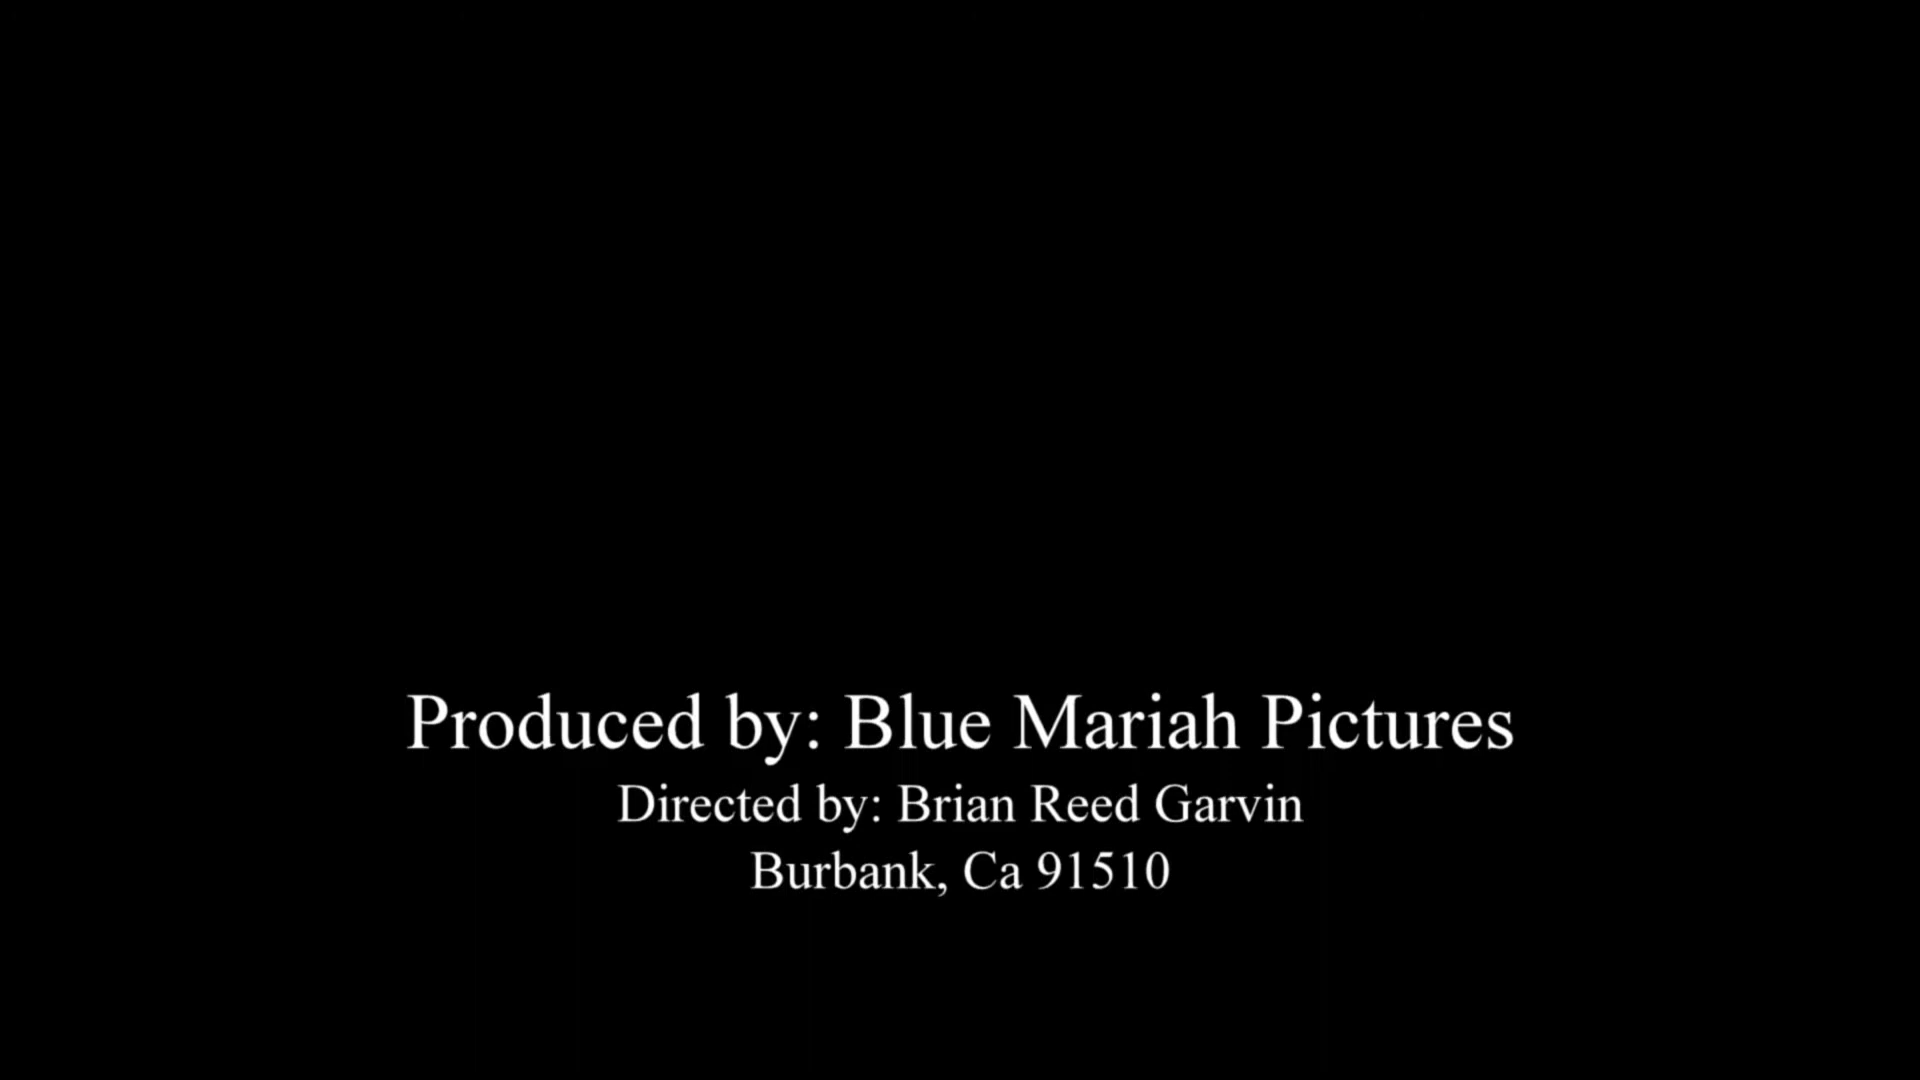 Produced by: Blue Mariah Pictures
Directed by: Brian Reed Garvin
Burbank, Ca 91510